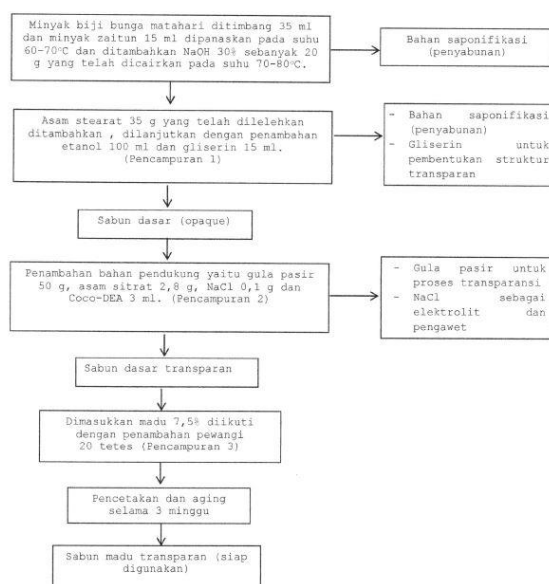 Minyak biji bunga matahari ditimbang 35 ml
dan minyak zaitun 15 ml dipanaskan pada suhu
60-70°C dan ditambahkan NaOH 30% sebanyak 20
g yang telah dicairkan pada suhu 70-80°C.
Bahan saponifikasi
(penyabunan)
Asam stearat 35 g yang telah dilelehkan
ditambahkan , dilanjutkan dengan penambahan
etanol 100 ml dan gliserin 15 ml.
(Pencampuran 1)
- Bahan saponifikasi
(penyabunan)
- Gliserin untuk
pembentukan struktur
transparan
Sabun dasar (opaque)
Penambahan bahan pendukung yaitu gula pasir
50 g, asam sitrat 2,8 g, NaCl 0,1 g dan
Coco-DEA 3 ml. (Pencampuran 2)
- Gula pasir untuk
proses transparansi
- NaCl sebagai
elektrolit dan
pengawet
Sabun dasar transparan
Dimasukkan madu 7,5% diikuti
dengan penambahan pewangi
20 tetes (Pencampuran 3)
Pencetakan dan aging
selama 3 minggu
Sabun madu transparan (siap
digunakan)